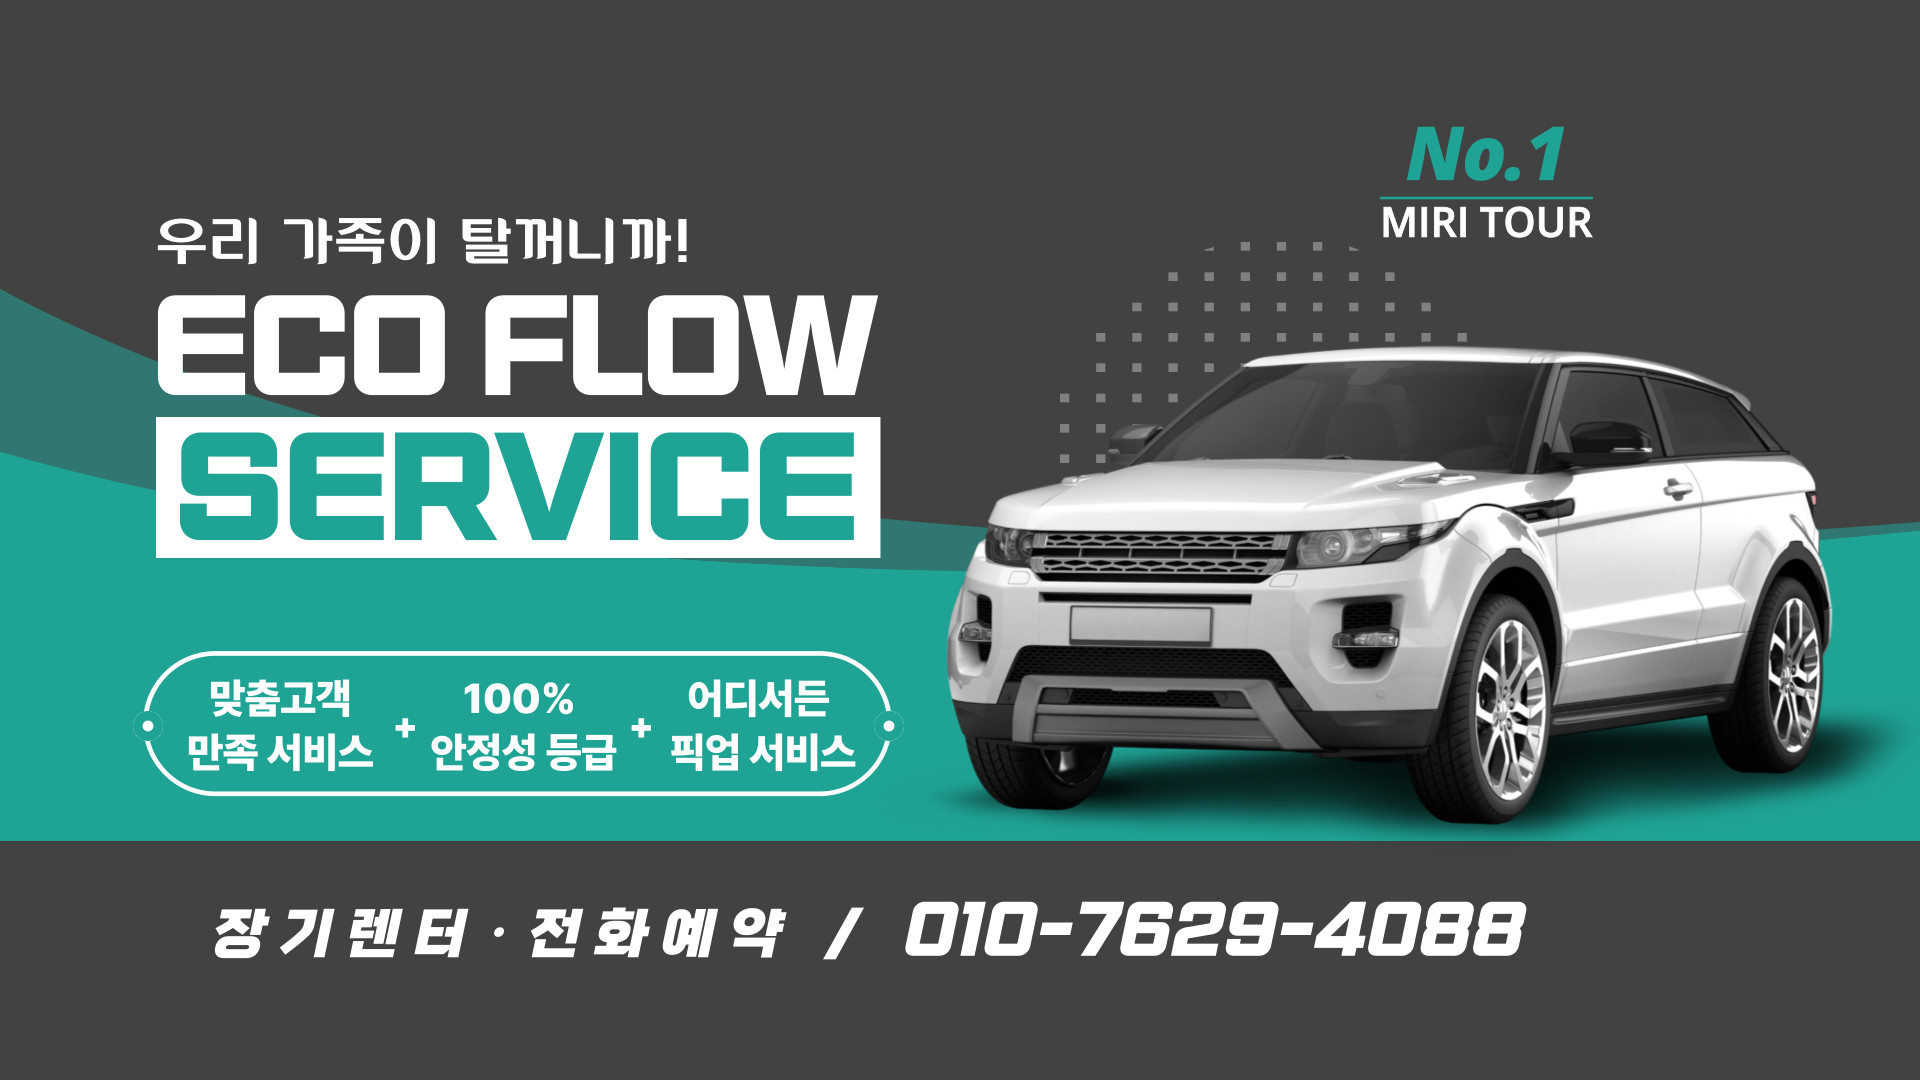 No.1
MIRI TOUR
우리 가족이 탈꺼니까!
ECO FLOW
SERVICE
맞춤고객
만족 서비스
+
100%
안정성 등급
+
어디서든
픽업 서비스
장기렌터 · 전화예약 / 010-7629-4088